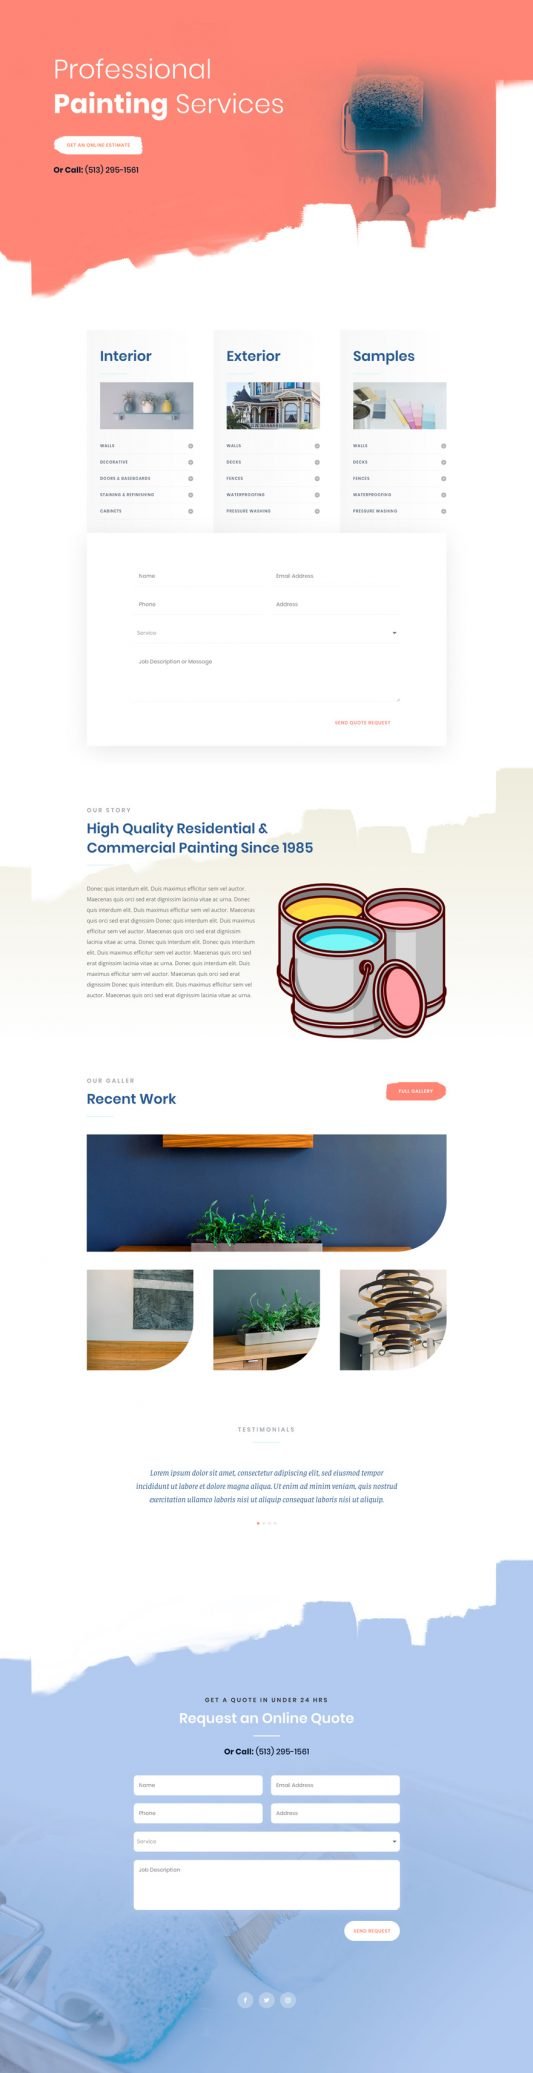 Professional
Painting Services
GET AN ONLINE ESTIMATE
Or Call: (513) 295-1561
Interior
WALLS
DECORATIVE
DOORS & BASEBOARDS
STAINING & REFINISHING
CABINETS
Exterior
WALLS
DECKS
FENCES
WATERPROOFING
PRESSURE WASHING
Samples
WALLS
DECKS
FENCES
WATERPROOFING
PRESSURE WASHING
Name
Email Address
Phone
Address
Service
Job Description or Message
SEND QUOTE REQUEST
OUR STORY
High Quality Residential &
Commercial Painting Since 1985
Donec quis interdum elit. Duis maximus efficitur sem vel auctor.
Maecenas quis orci sed erat dignissim lacinia vitae ac urna. Donec
quis interdum elit. Duis maximus efficitur sem vel auctor. Maecenas
quis orci sed erat dignissim Donec quis interdum elit. Duis maximus
efficitur sem vel auctor. Maecenas quis orci sed erat dignissim
lacinia vitae ac urna. Donec interdum elit. Duis maximus
efficitur sem vel auctor. Maecenas quis orci sed
erat dignissim lacinia vitae ac urna. Donec quis interdum elit. Duis
maximus efficitur sem vel auctor. Maecenas quis orci sed erat
dignissim Donec quis interdum elit. Duis maximus efficitur sem vel
auctor. Maecenas quis orci sed erat dignissim lacinia vitae ac urna.
OUR GALLER
Recent Work
FULL GALLERY
TESTIMONIALS
Lorem ipsum dolor sit amet, consectetur adipiscing elit, sed eiusmod tempor
incididunt ut labore et dolore magna aliqua. Ut enim ad minim veniam, quis nostrud
exercitation ullamco laboris nisi ut aliquip consequat laboris nisi ut aliquip.
GET A QUOTE IN UNDER 24 HRS
Request an Online Quote
Or Call: (513) 295-1561
Name
Email Address
Phone
Address
Service
Job Description
SEND REQUEST